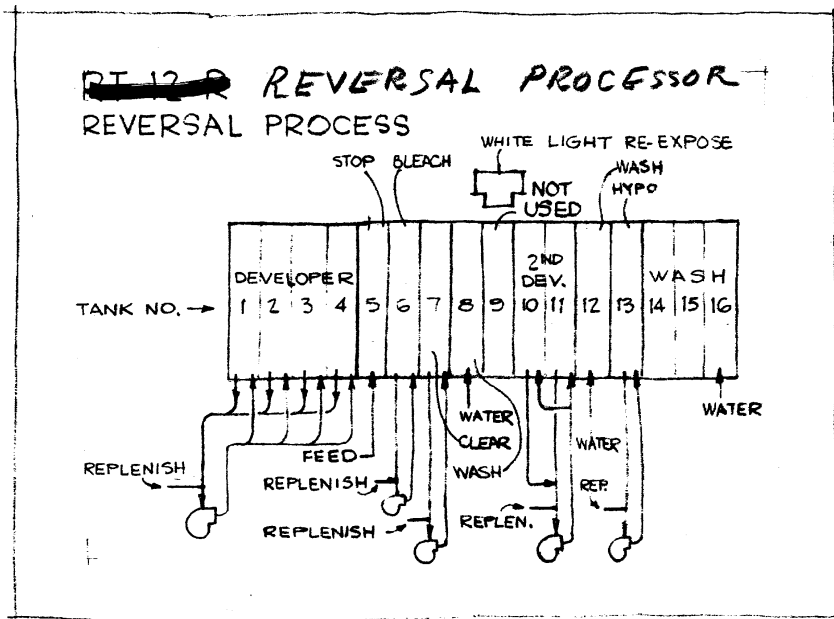 RT-12-R REVERSAL PROCESSOR
REVERSAL PROCESS
WHITE LIGHT RE-EXPOSE
STOP BLEACH
WASH
HYPO
NOT
USED
DEVELOPER
2ND
DEV.
WASH
TANK NO. → 1 2 3 4 5 6 7 8 9 10 11 12 13 14 15 16
WATER
WATER
CLEAR
WATER
FEED
WASH
REPLENISH
REPLENISH
REP.
REPLEN.
REPLENISH